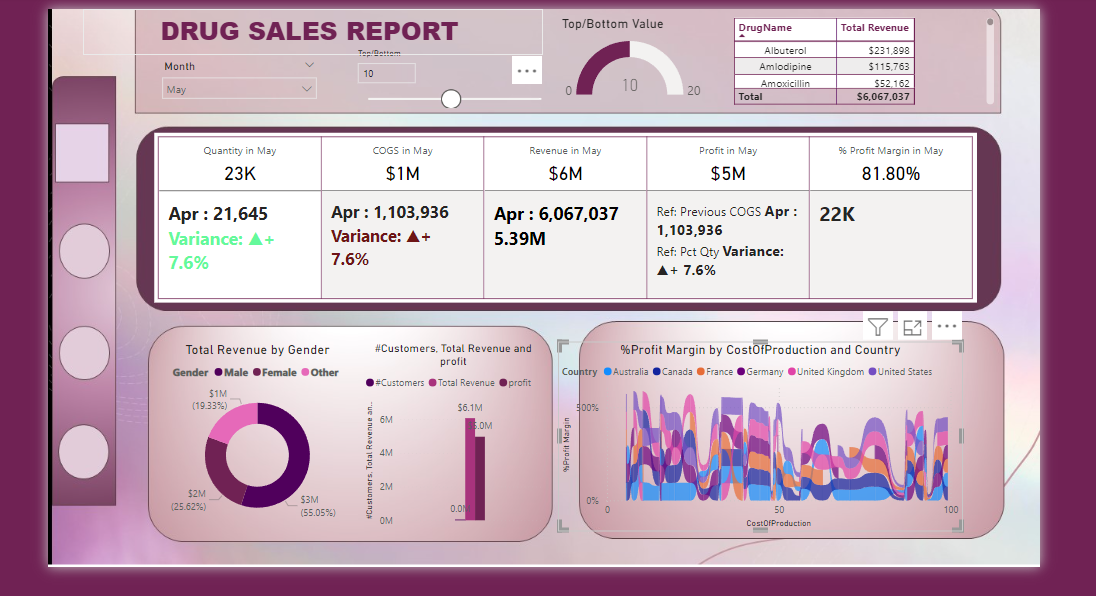 DRUG SALES REPORT
Month
May
Top/Bottom
10
Top/Bottom Value
10
0
20
DrugName Total Revenue
Albuterol $231,898
Amlodipine $115,763
Amoxicillin $52,162
Total $6,067,037
Quantity in May
23K
Apr : 21,645
Variance: ▲+
7.6%
COGS in May
$1M
Apr : 1,103,936
Variance: ▲+
7.6%
Revenue in May
$6M
Apr : 6,067,037
5.39M
Profit in May
$5M
Ref: Previous COGS Apr :
1,103,936
Ref: Pct Qty Variance:
▲+ 7.6%
% Profit Margin in May
81.80%
22K
Total Revenue by Gender
Gender Male Female Other
$1M
(19.33%)
$2M
(25.62%)
$3M
(55.05%)
#Customers, Total Revenue and
profit
#Customers Total Revenue profit
#Customers, Total Revenue an...
6M
4M
2M
0M
$6.1M
0.0M
%Profit Margin by CostOfProduction and Country
Country Australia Canada France Germany United Kingdom United States
%Profit Margin
500%
0%
0
50
100
CostOfProduction